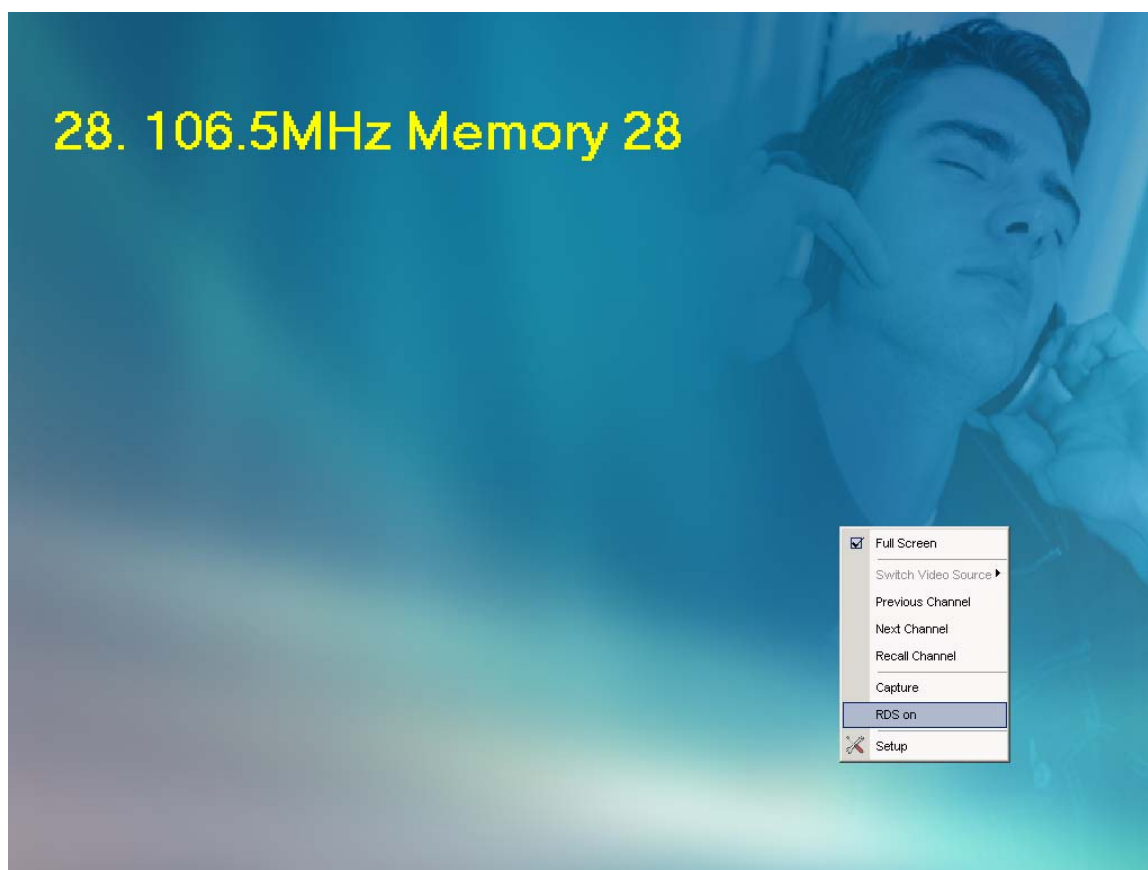 28. 106.5MHz Memory 28
Full Screen
Switch Video Source
Previous Channel
Next Channel
Recall Channel
Capture
RDS on
Setup